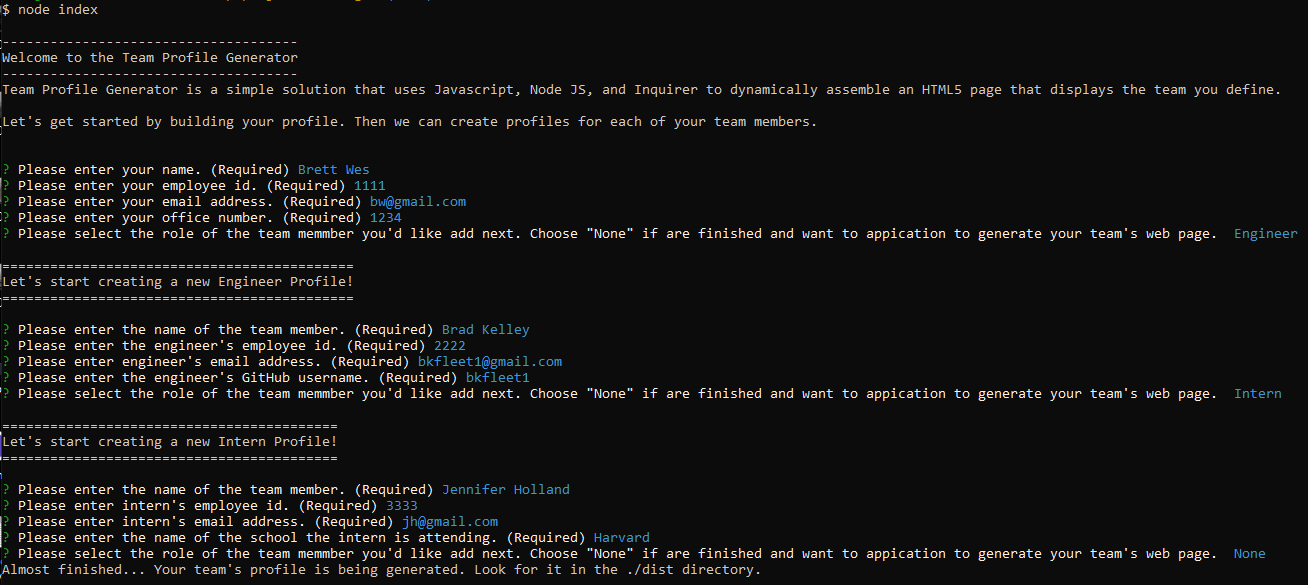 $ node index
-------------------------------------
Welcome to the Team Profile Generator
-------------------------------------
Team Profile Generator is a simple solution that uses Javascript, Node JS, and Inquirer to dynamically assemble an HTML5 page that displays the team you define.
Let's get started by building your profile. Then we can create profiles for each of your team members.
? Please enter your name. (Required) Brett Wes
? Please enter your employee id. (Required) 1111
? Please enter your email address. (Required) bw@gmail.com
? Please enter your office number. (Required) 1234
? Please select the role of the team memmber you'd like add next. Choose "None" if are finished and want to appication to generate your team's web page.  Engineer
============================================
Let's start creating a new Engineer Profile!
============================================
? Please enter the name of the team member. (Required) Brad Kelley
? Please enter the engineer's employee id. (Required) 2222
? Please enter engineer's email address. (Required) bkfleet1@gmail.com
? Please enter the engineer's GitHub username. (Required) bkfleet1
? Please select the role of the team memmber you'd like add next. Choose "None" if are finished and want to appication to generate your team's web page.  Intern
==========================================
Let's start creating a new Intern Profile!
==========================================
? Please enter the name of the team member. (Required) Jennifer Holland
? Please enter intern's employee id. (Required) 3333
? Please enter intern's email address. (Required) jh@gmail.com
? Please enter the name of the school the intern is attending. (Required) Harvard
? Please select the role of the team memmber you'd like add next. Choose "None" if are finished and want to appication to generate your team's web page.  None
Almost finished... Your team's profile is being generated. Look for it in the ./dist directory.